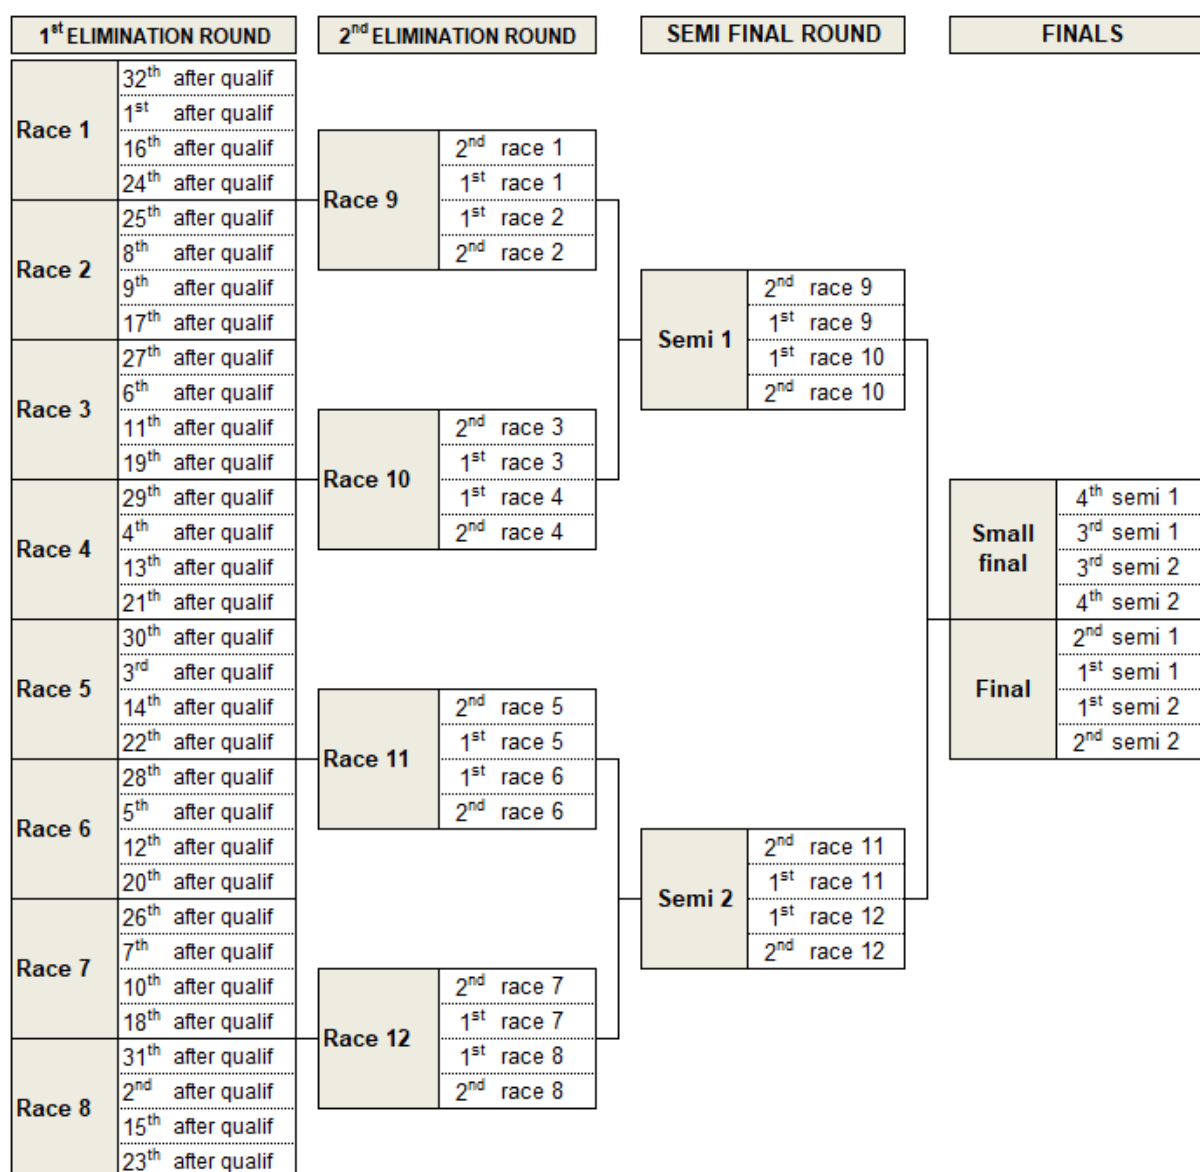 1st ELIMINATION ROUND
2nd ELIMINATION ROUND
SEMI FINAL ROUND
FINALS
Race 1
32th after qualif
1st after qualif
16th after qualif
24th after qualif
Race 2
25th after qualif
8th after qualif
9th after qualif
17th after qualif
Race 3
27th after qualif
6th after qualif
11th after qualif
19th after qualif
Race 4
29th after qualif
4th after qualif
13th after qualif
21th after qualif
Race 5
30th after qualif
3rd after qualif
14th after qualif
22th after qualif
Race 6
28th after qualif
5th after qualif
12th after qualif
20th after qualif
Race 7
26th after qualif
7th after qualif
10th after qualif
18th after qualif
Race 8
31th after qualif
2nd after qualif
15th after qualif
23th after qualif
Race 9
2nd race 1
1st race 1
1st race 2
2nd race 2
Race 10
2nd race 3
1st race 3
1st race 4
2nd race 4
Race 11
2nd race 5
1st race 5
1st race 6
2nd race 6
Race 12
2nd race 7
1st race 7
1st race 8
2nd race 8
Semi 1
2nd race 9
1st race 9
1st race 10
2nd race 10
Semi 2
2nd race 11
1st race 11
1st race 12
2nd race 12
Small
final
4th semi 1
3rd semi 1
3rd semi 2
4th semi 2
Final
2nd semi 1
1st semi 1
1st semi 2
2nd semi 2